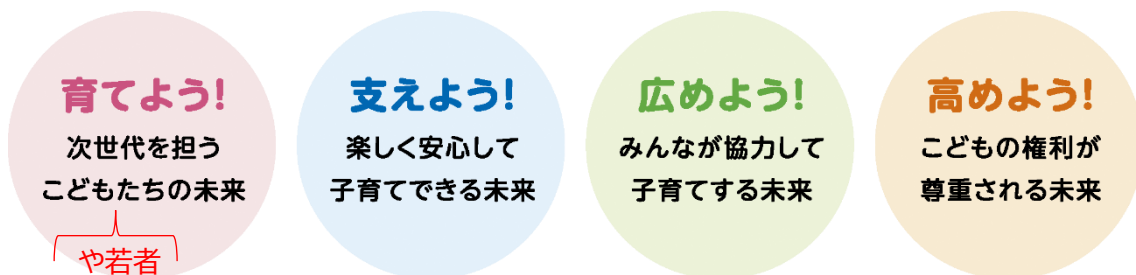 育てよう!
次世代を担う
こどもたちの未来
や若者
支えよう!
楽しく安心して
子育てできる未来
広めよう!
みんなが協力して
子育てする未来
高めよう!
こどもの権利が
尊重される未来